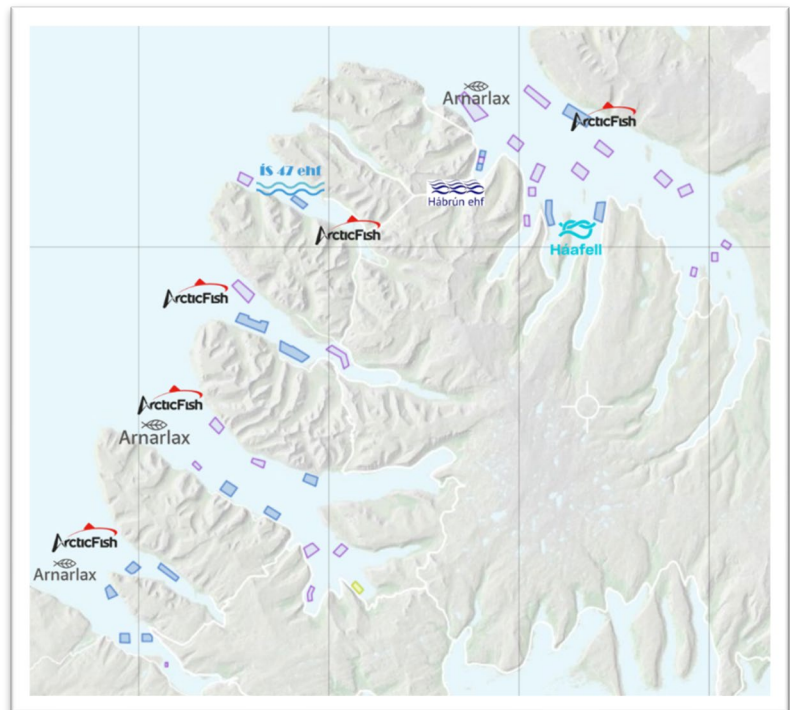 Arnarlax
ArcticFish
ÍS 47 ehf
Hábrún ehf
ArcticFish
Háafell
ArcticFish
ArcticFish
Arnarlax
ArcticFish
Arnarlax